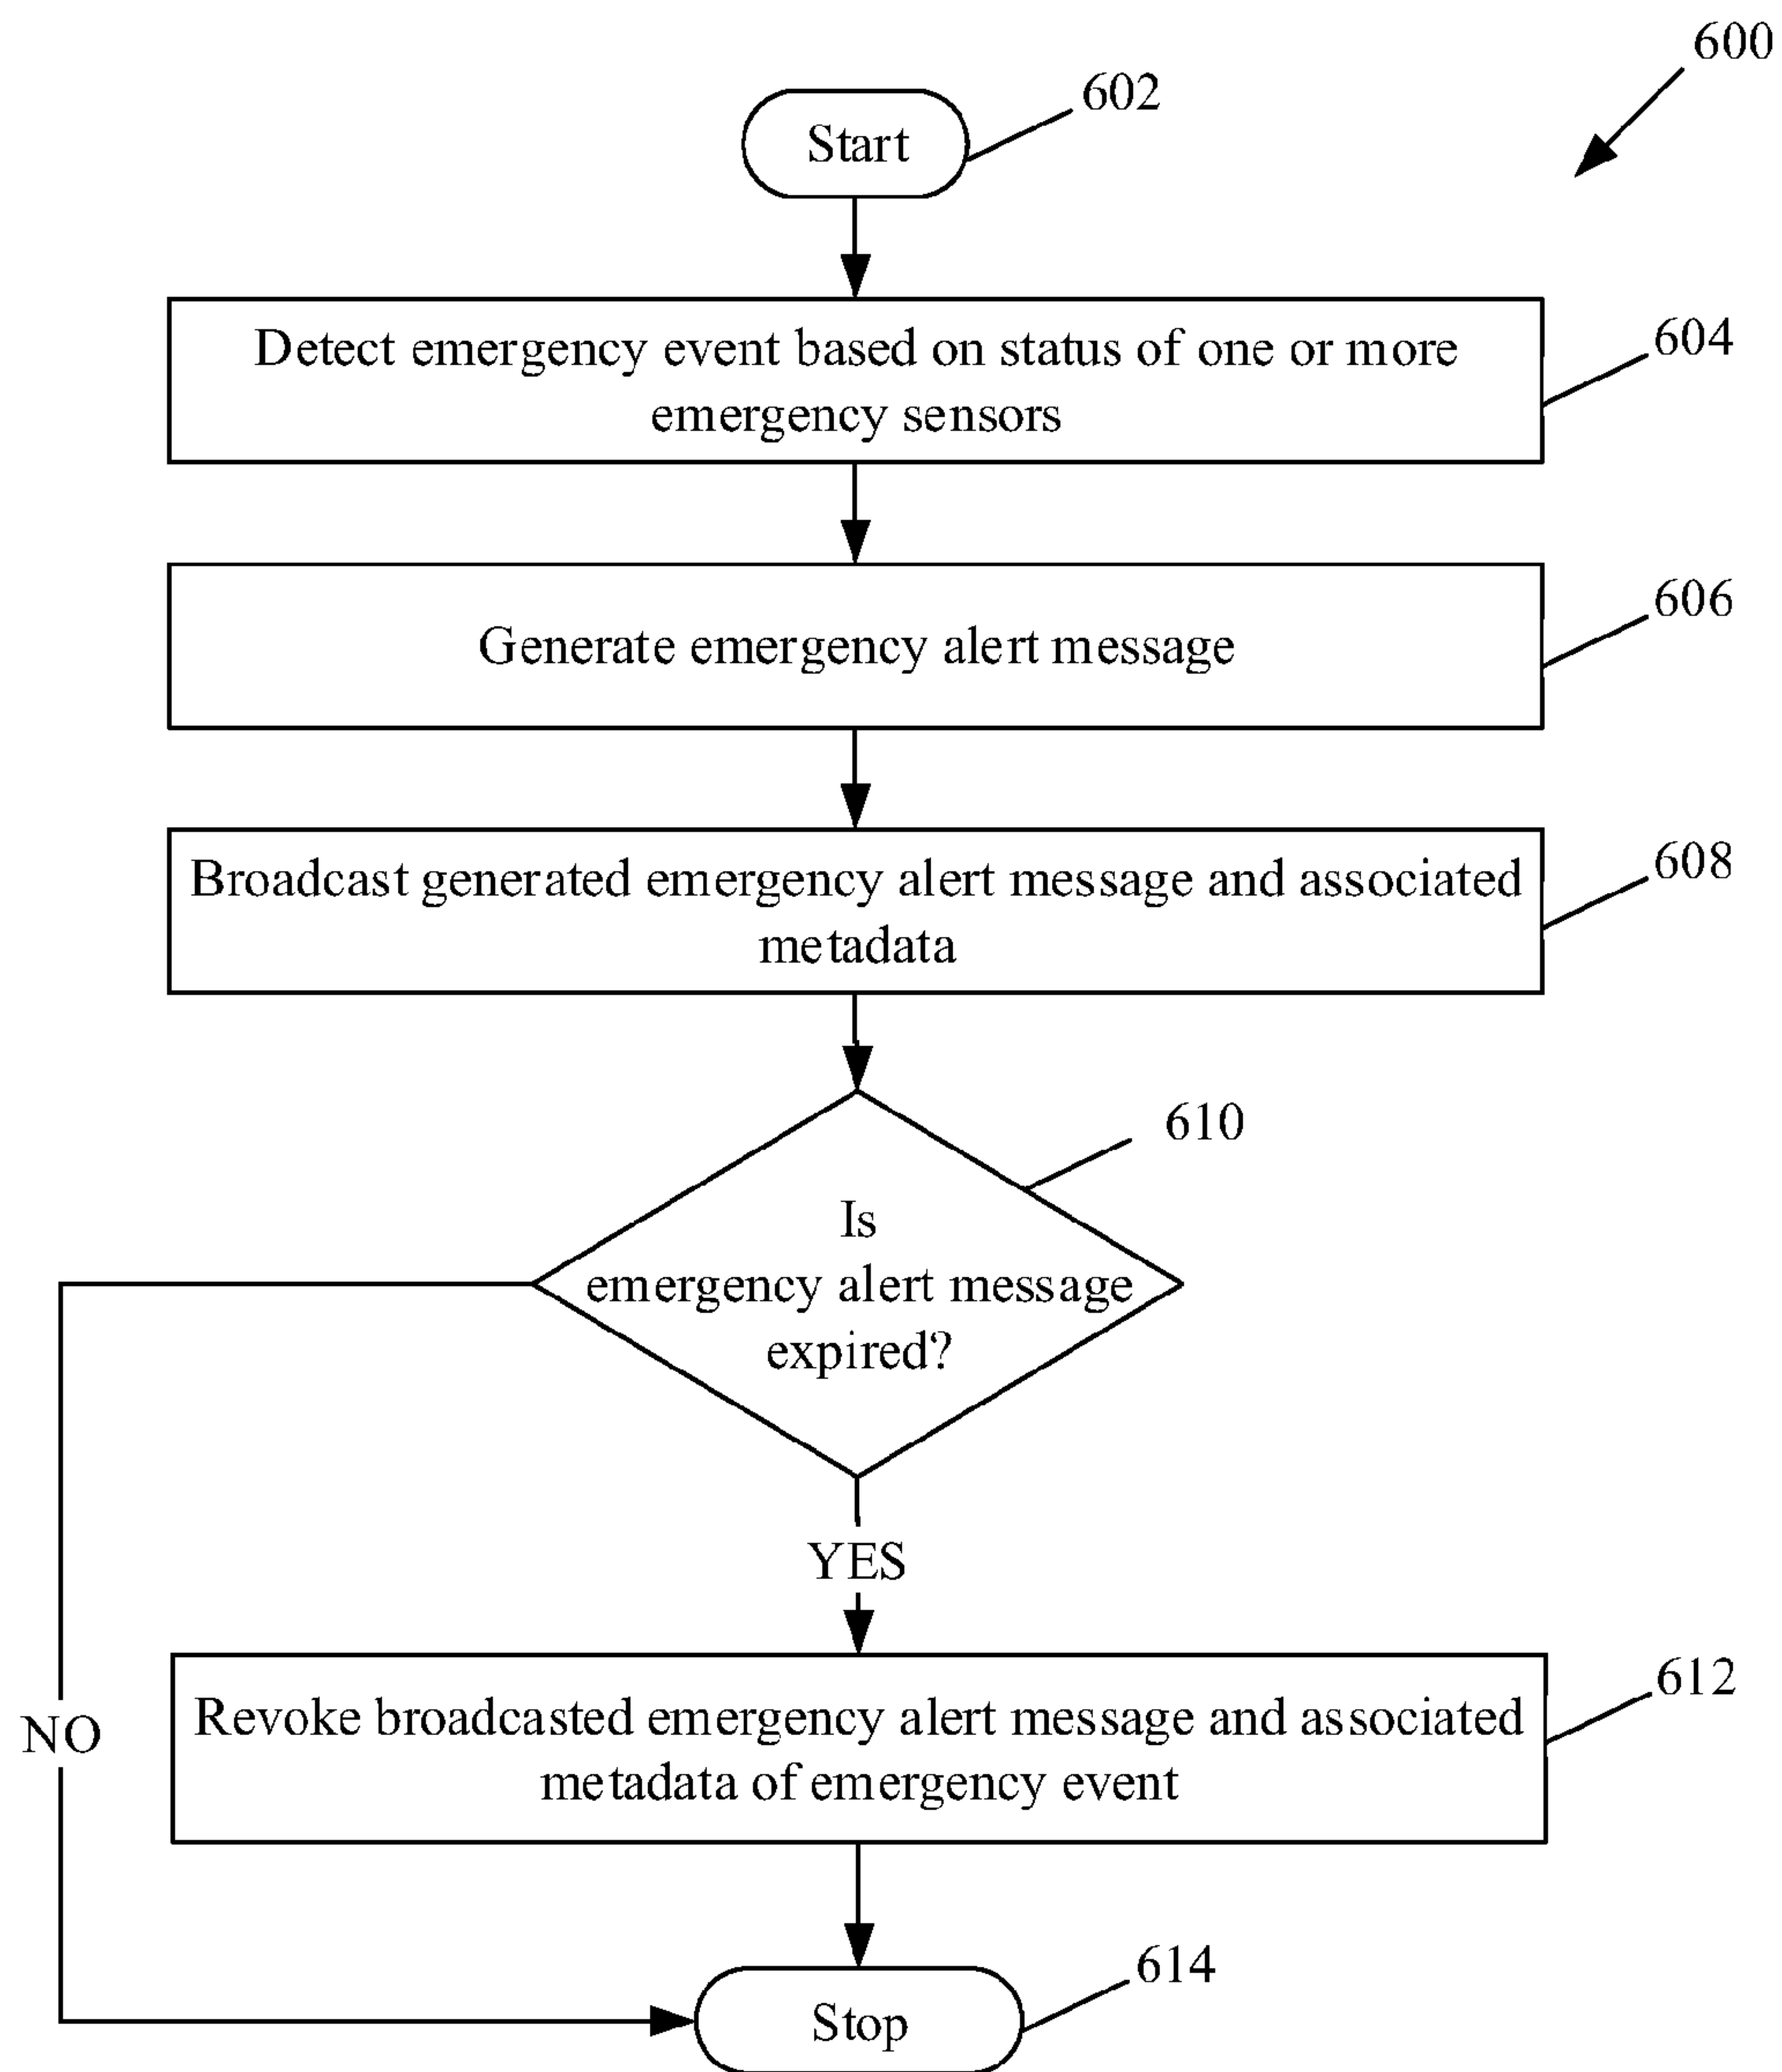 600
602
Start
Detect emergency event based on status of one or more
emergency sensors
604
Generate emergency alert message
606
Broadcast generated emergency alert message and associated
metadata
608
610
Is
emergency alert message
expired?
YES
NO
Revoke broadcasted emergency alert message and associated
metadata of emergency event
612
614
Stop